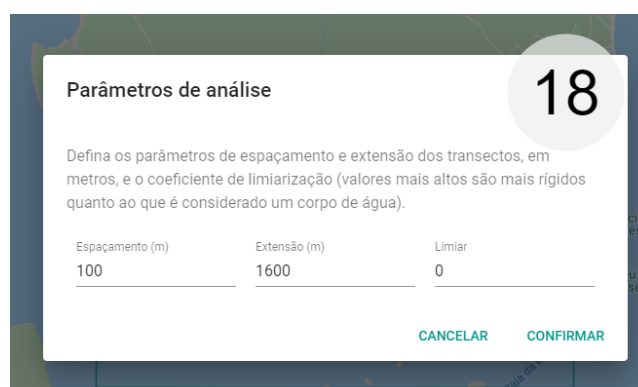 18
Parâmetros de análise
Defina os parâmetros de espaçamento e extensão dos transectos, em
metros, e o coeficiente de limiarização (valores mais altos são mais rígidos
quanto ao que é considerado um corpo de água).
Espaçamento (m) Extensão (m) Limiar
100 1600 0
CANCELAR CONFIRMAR